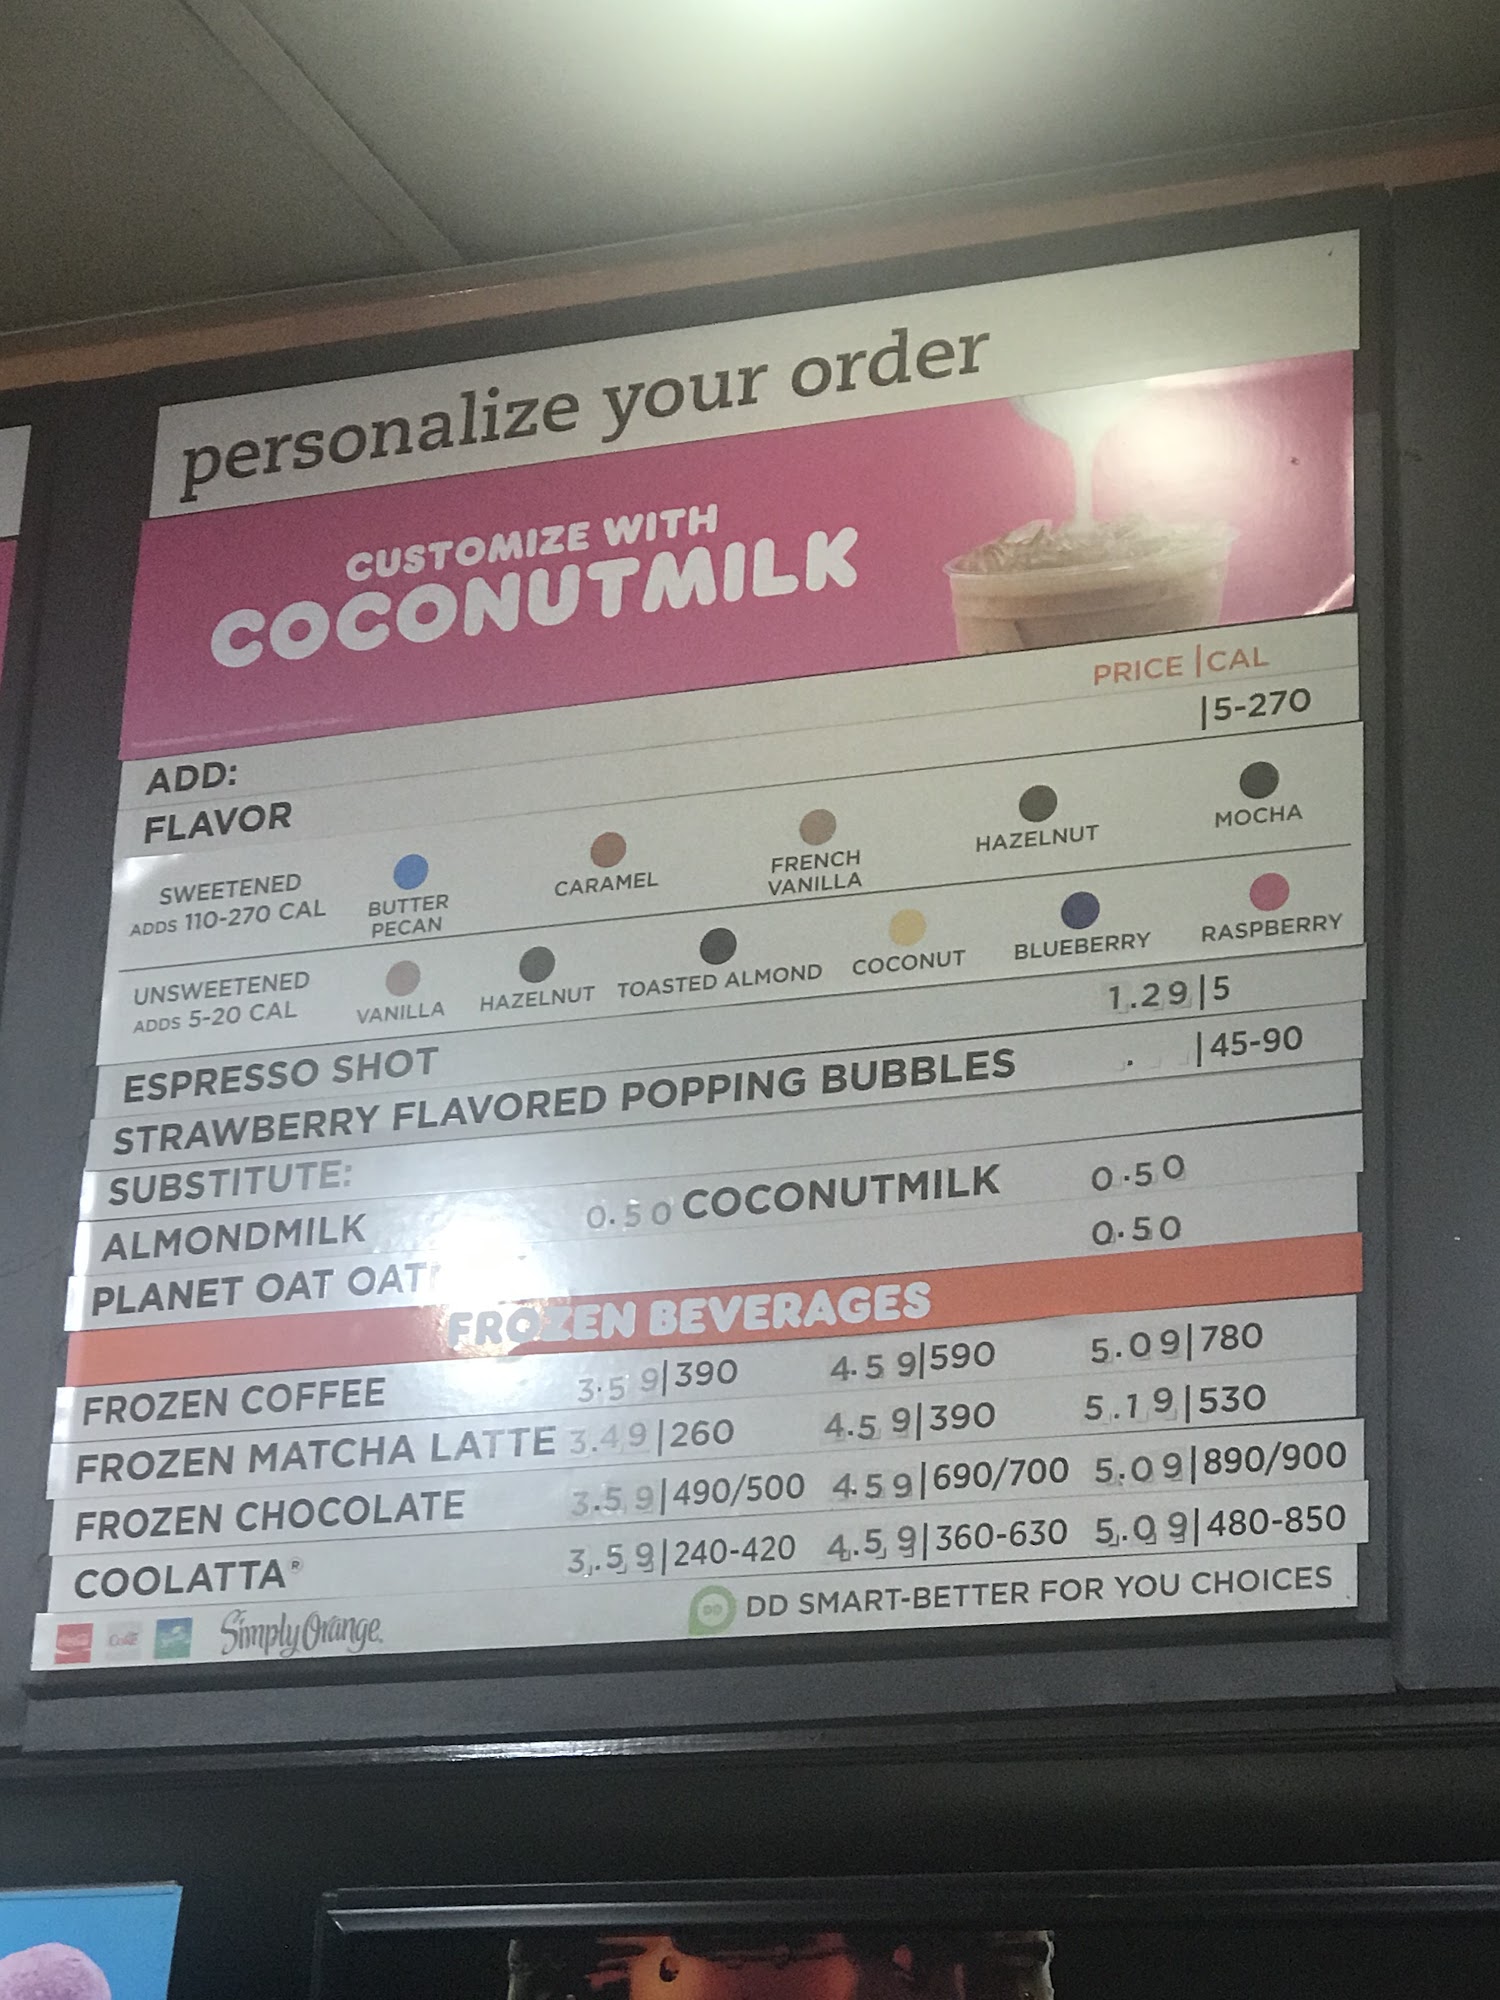 personalize your order
CUSTOMIZE WITH
COCONUTMILK
PRICE | CAL
ADD:
FLAVOR |5-270
SWEETENED
ADDS 110-270 CAL
BUTTER
PECAN
CARAMEL
FRENCH
VANILLA
HAZELNUT
MOCHA
UNSWEETENED
ADDS 5-20 CAL
VANILLA
HAZELNUT
TOASTED ALMOND
COCONUT
BLUEBERRY
RASPBERRY
ESPRESSO SHOT 1.29|5
STRAWBERRY FLAVORED POPPING BUBBLES . |45-90
SUBSTITUTE:
ALMONDMILK 0.50 COCONUTMILK 0.50
PLANET OAT 0.50
FROZEN BEVERAGES
FROZEN COFFEE 3.59|390 4.59|590 5.09|780
FROZEN MATCHA LATTE 3.49|260 4.59|390 5.19|530
FROZEN CHOCOLATE 3.59|490/500 4.59|690/700 5.09|890/900
COOLATTA® 3.59|240-420 4.59|360-630 5.09|480-850
Coke
Simply Orange
DD DD SMART-BETTER FOR YOU CHOICES